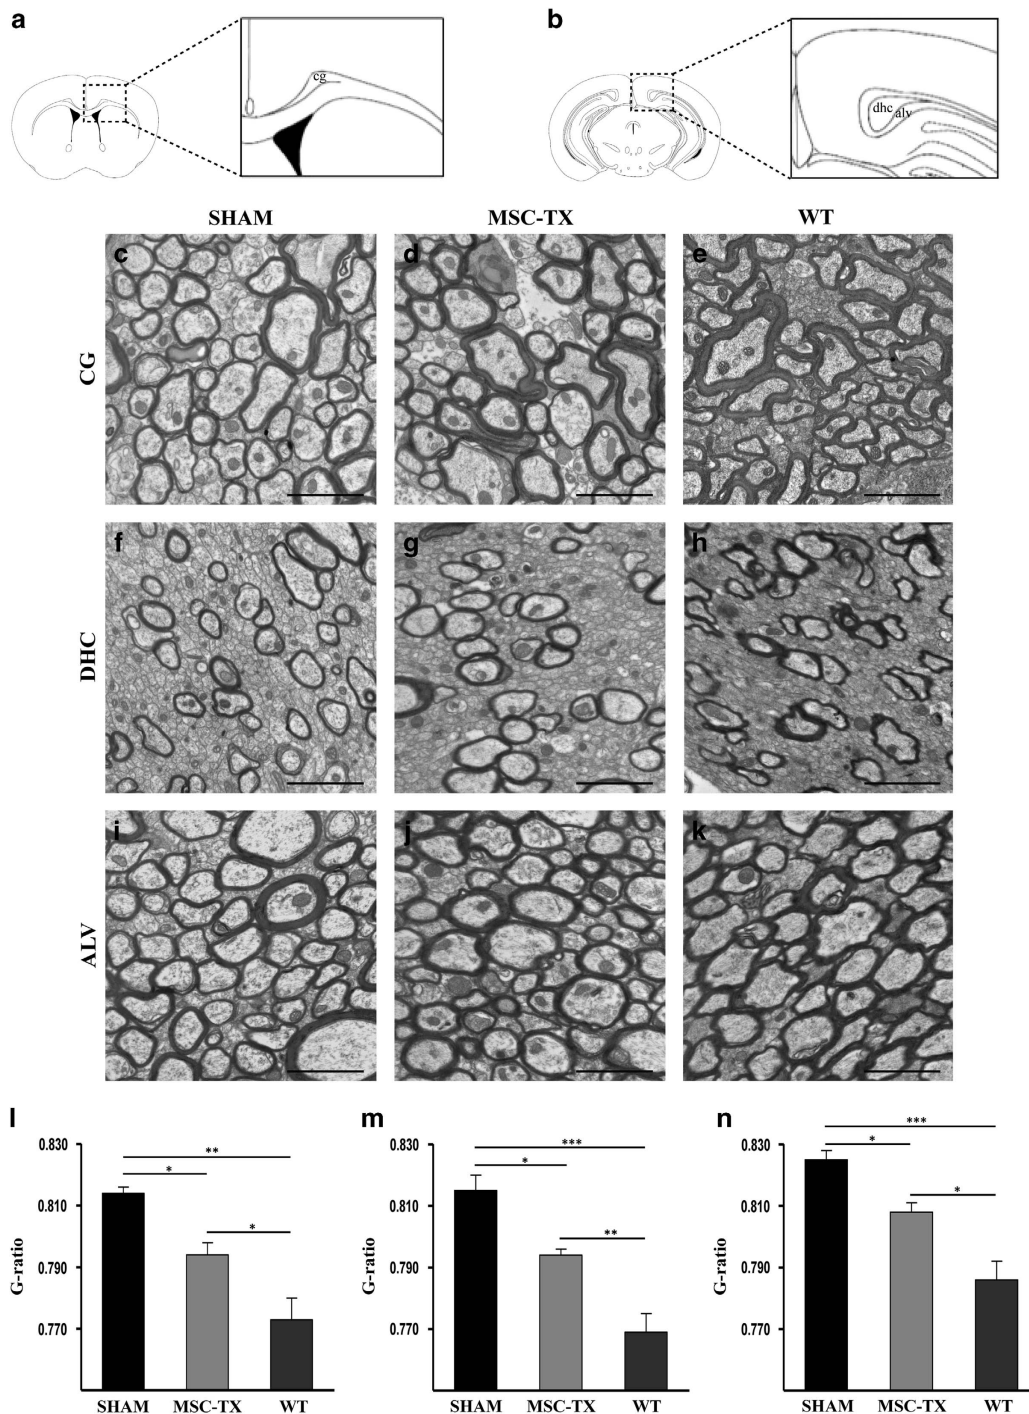 a
b
cg
dhc
alv
SHAM
MSC-TX
WT
CG
c
d
e
DHC
f
g
h
ALV
i
j
k
l
G-ratio
0.830
0.810
0.790
0.770
**
*
*
SHAM
MSC-TX
WT
m
G-ratio
0.830
0.810
0.790
0.770
***
*
**
SHAM
MSC-TX
WT
n
G-ratio
0.830
0.810
0.790
0.770
***
*
*
SHAM
MSC-TX
WT